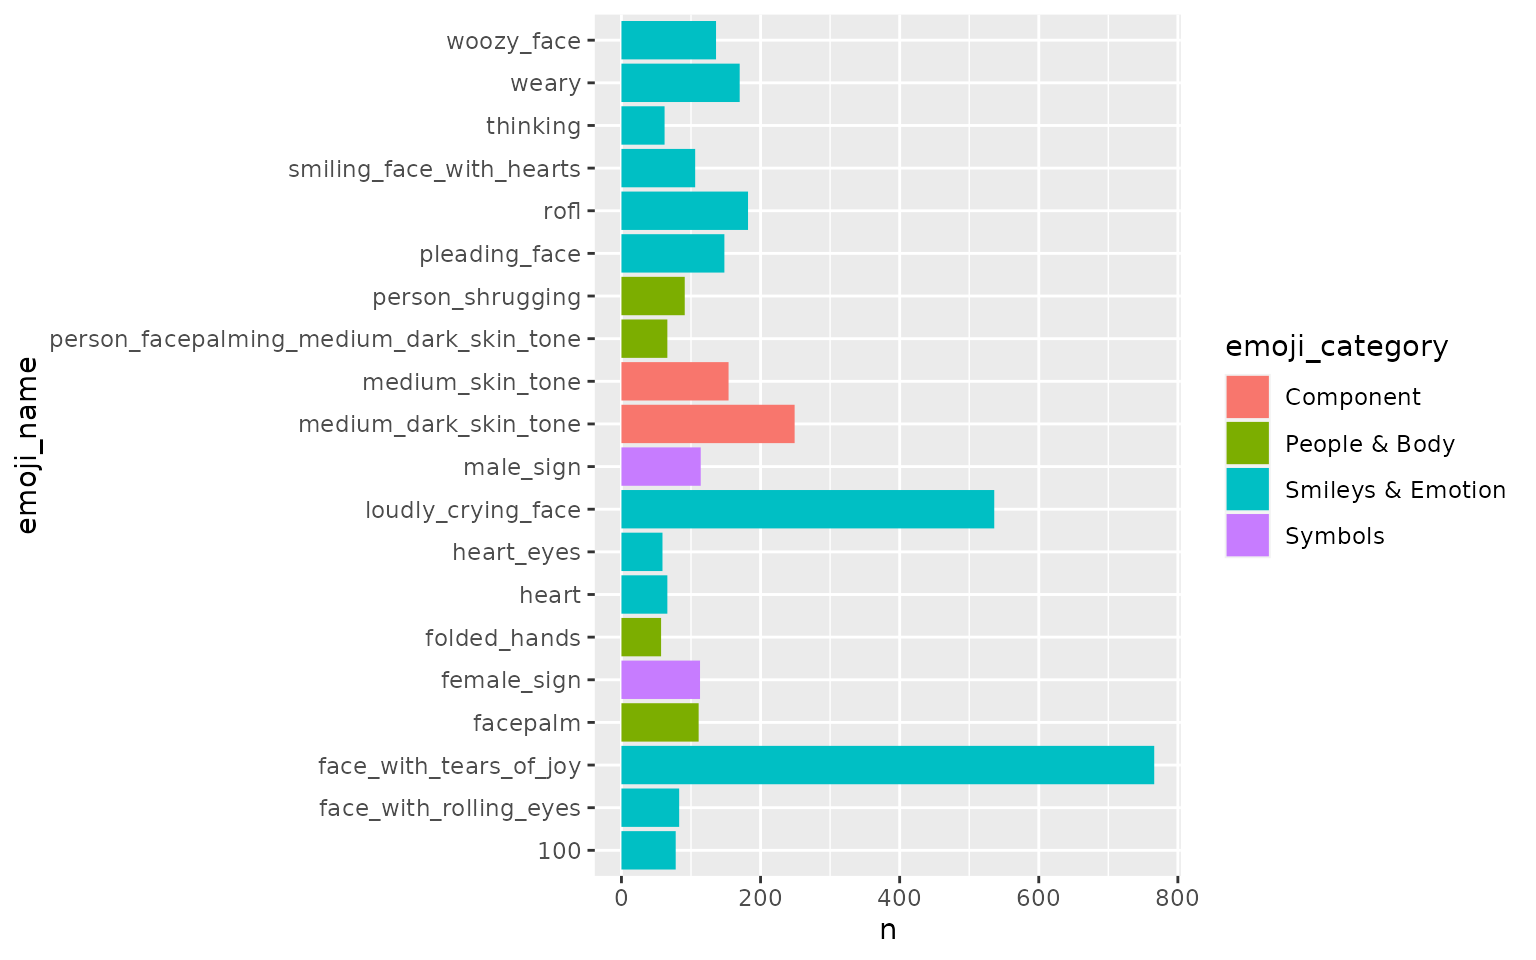 woozy_face
weary
thinking
smiling_face_with_hearts
rofl
pleading_face
person_shrugging
person_facepalming_medium_dark_skin_tone
medium_skin_tone
medium_dark_skin_tone
male_sign
loudly_crying_face
heart_eyes
heart
folded_hands
female_sign
facepalm
face_with_tears_of_joy
face_with_rolling_eyes
100
emoji_name
0 200 400 600 800
n
emoji_category
Component
People & Body
Smileys & Emotion
Symbols